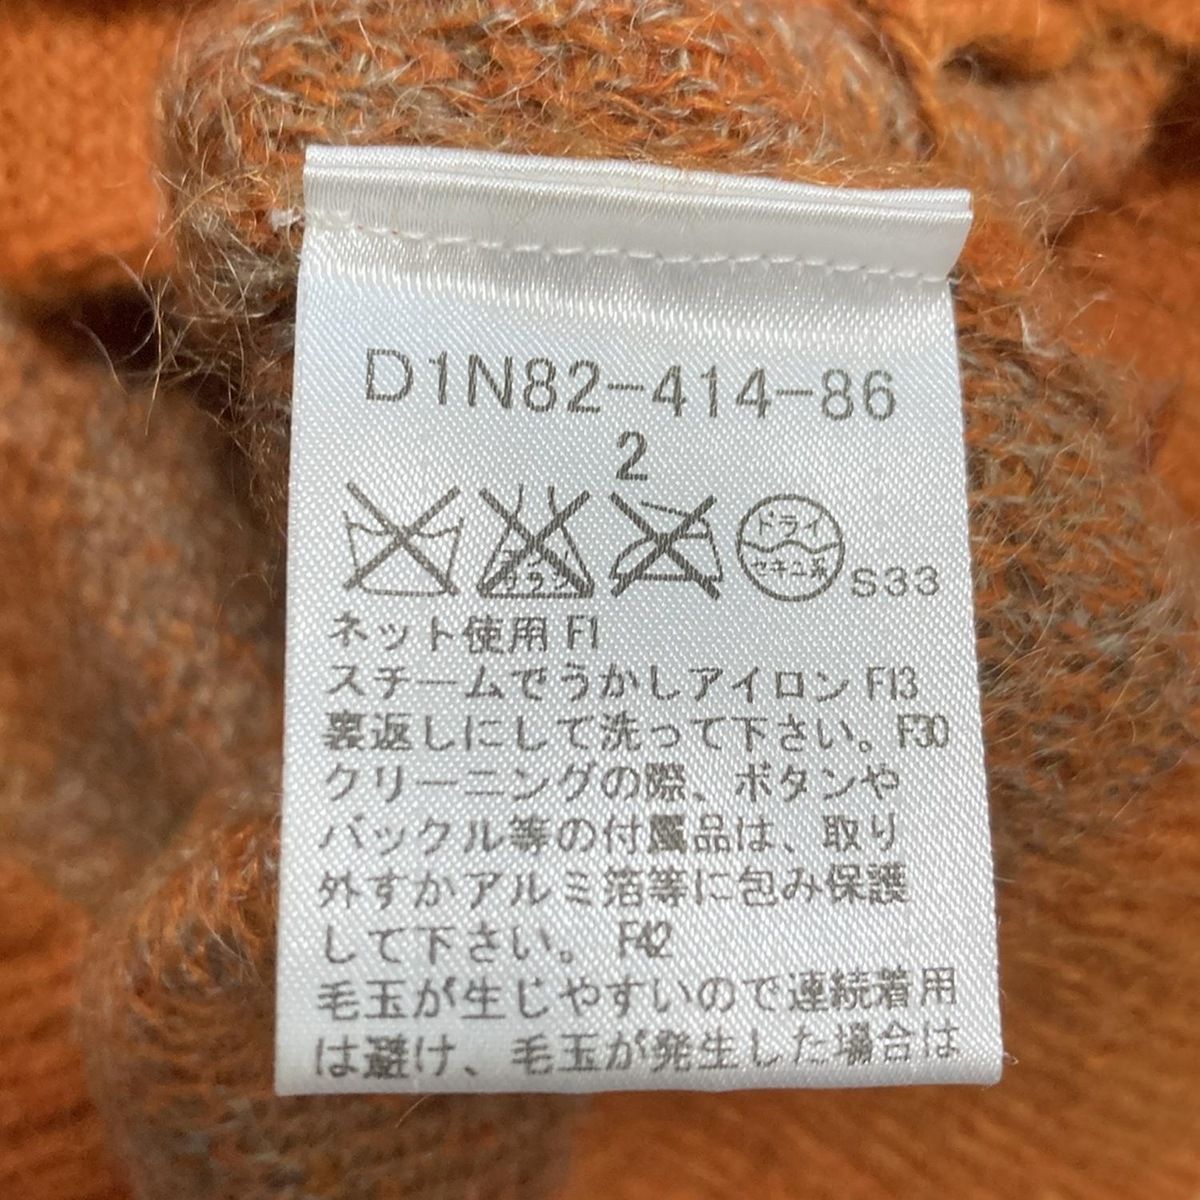 D1N82-414-86
2
エンソ サラシ ドライ セキユ系 S33
ネット使用 F1
スチームでうかしアイロン F13
裏返しにして洗って下さい。F30
クリーニングの際、ボタンや
バックル等の付属品は、取り
外すかアルミ箔等に包み保護
して下さい。 F42
毛玉が生じやすいので連続着用
は避け、毛玉が発生した場合は